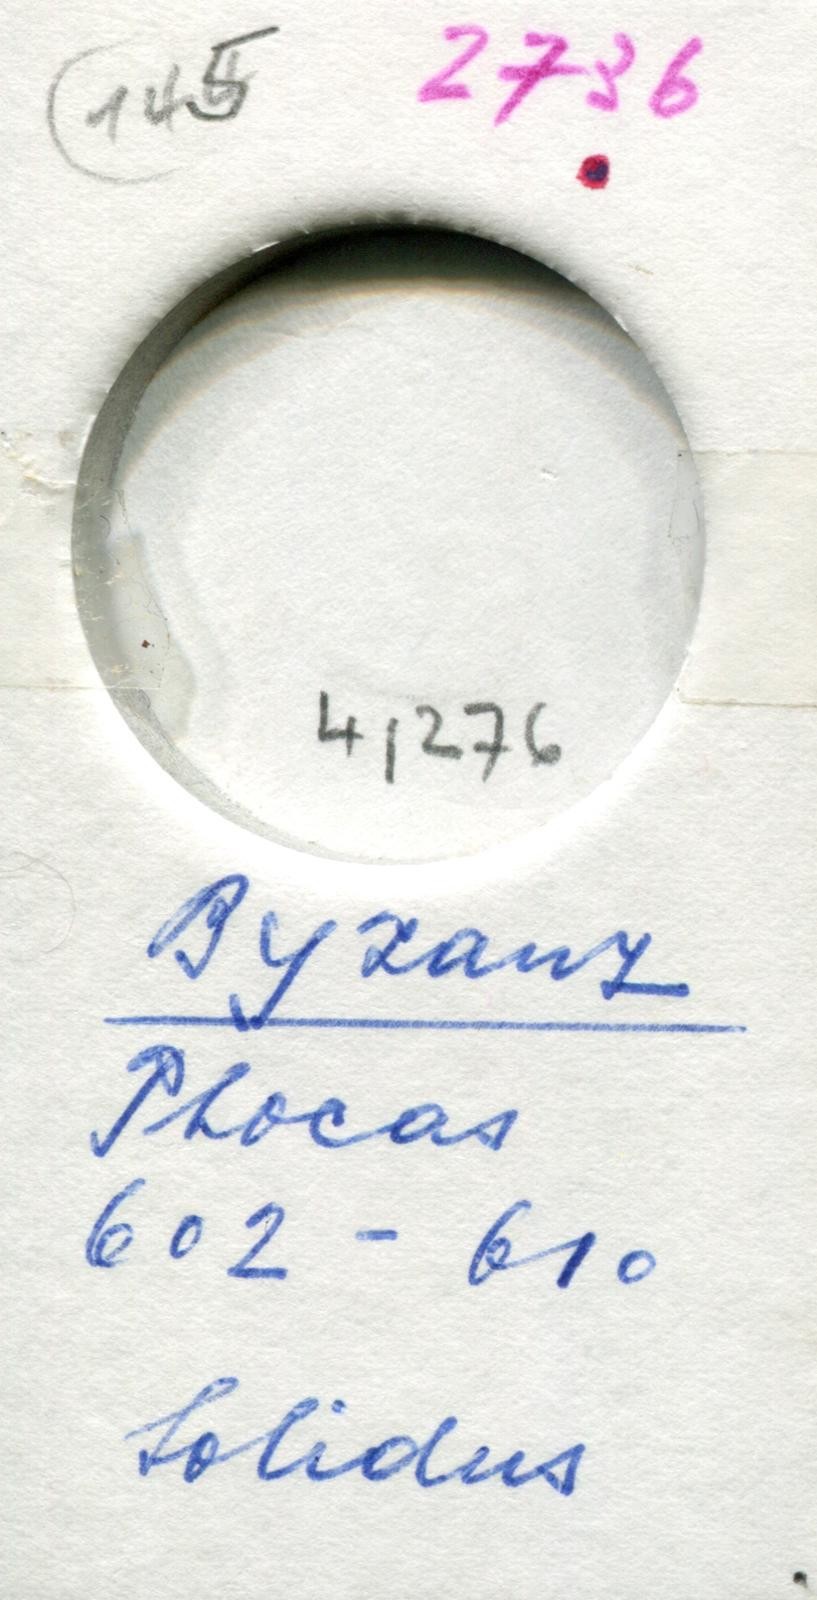 145 2736
4,276
Byzanz
Phocas
602 - 610
Solidus